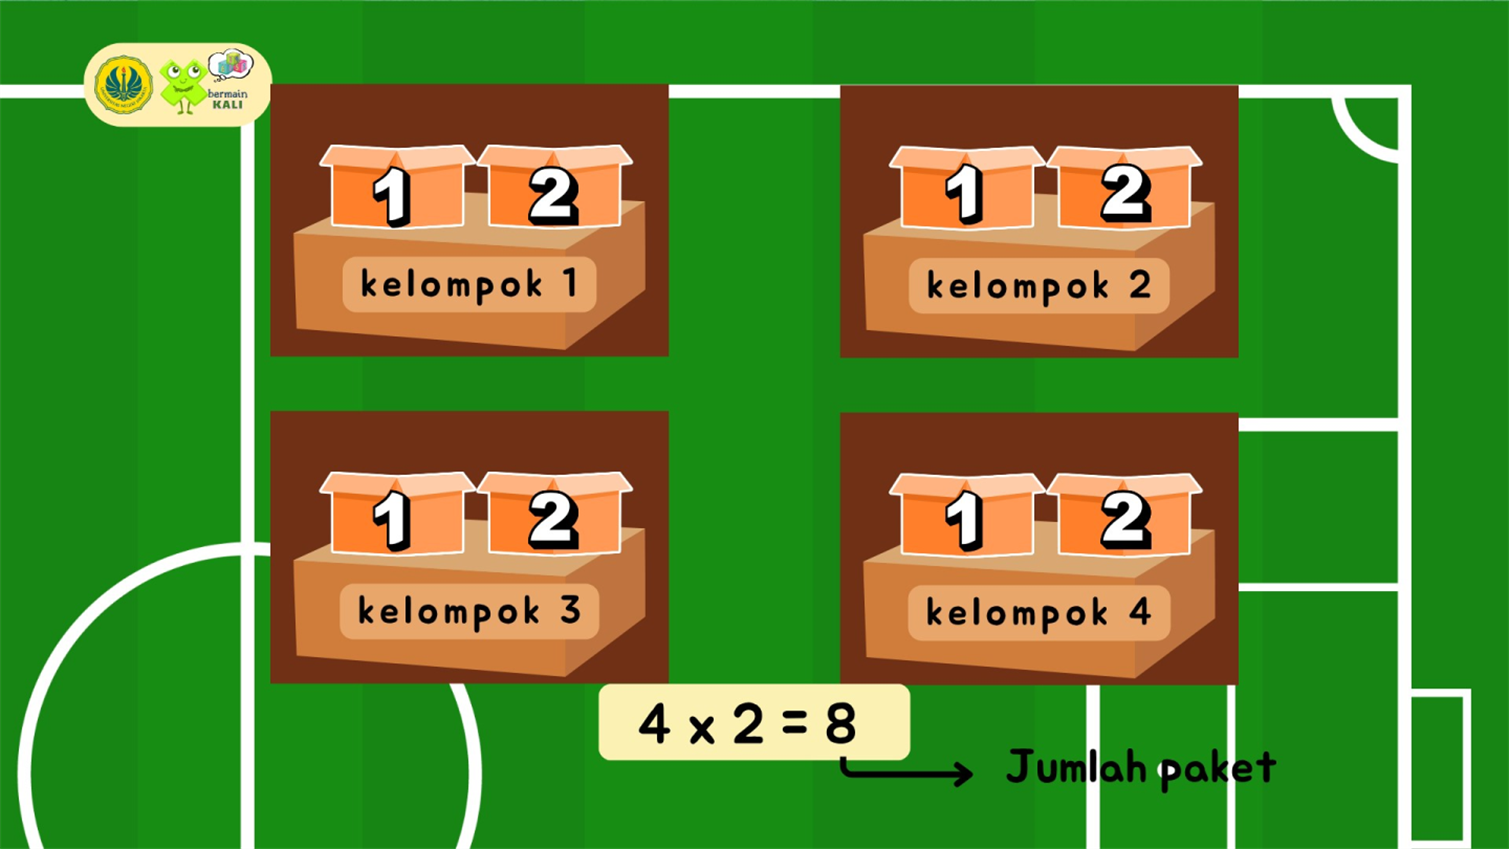 bermain
KALI
1 2
kelompok 1
1 2
kelompok 2
1 2
kelompok 3
1 2
kelompok 4
4 x 2 = 8
Jumlah paket